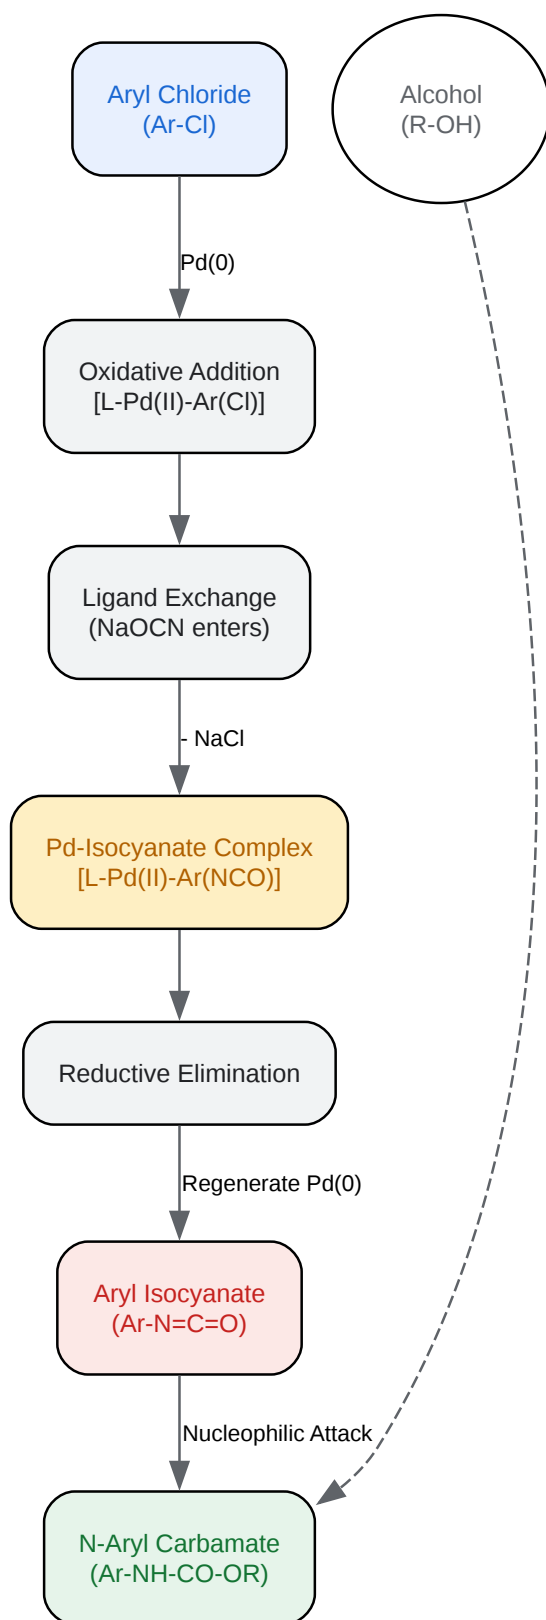 Aryl Chloride
(Ar-Cl)
Alcohol
(R-OH)
Pd(0)
Oxidative Addition
[L-Pd(II)-Ar(Cl)]
Ligand Exchange
(NaOCN enters)
- NaCl
Pd-Isocyanate Complex
[L-Pd(II)-Ar(NCO)]
Reductive Elimination
Regenerate Pd(0)
Aryl Isocyanate
(Ar-N=C=O)
Nucleophilic Attack
N-Aryl Carbamate
(Ar-NH-CO-OR)